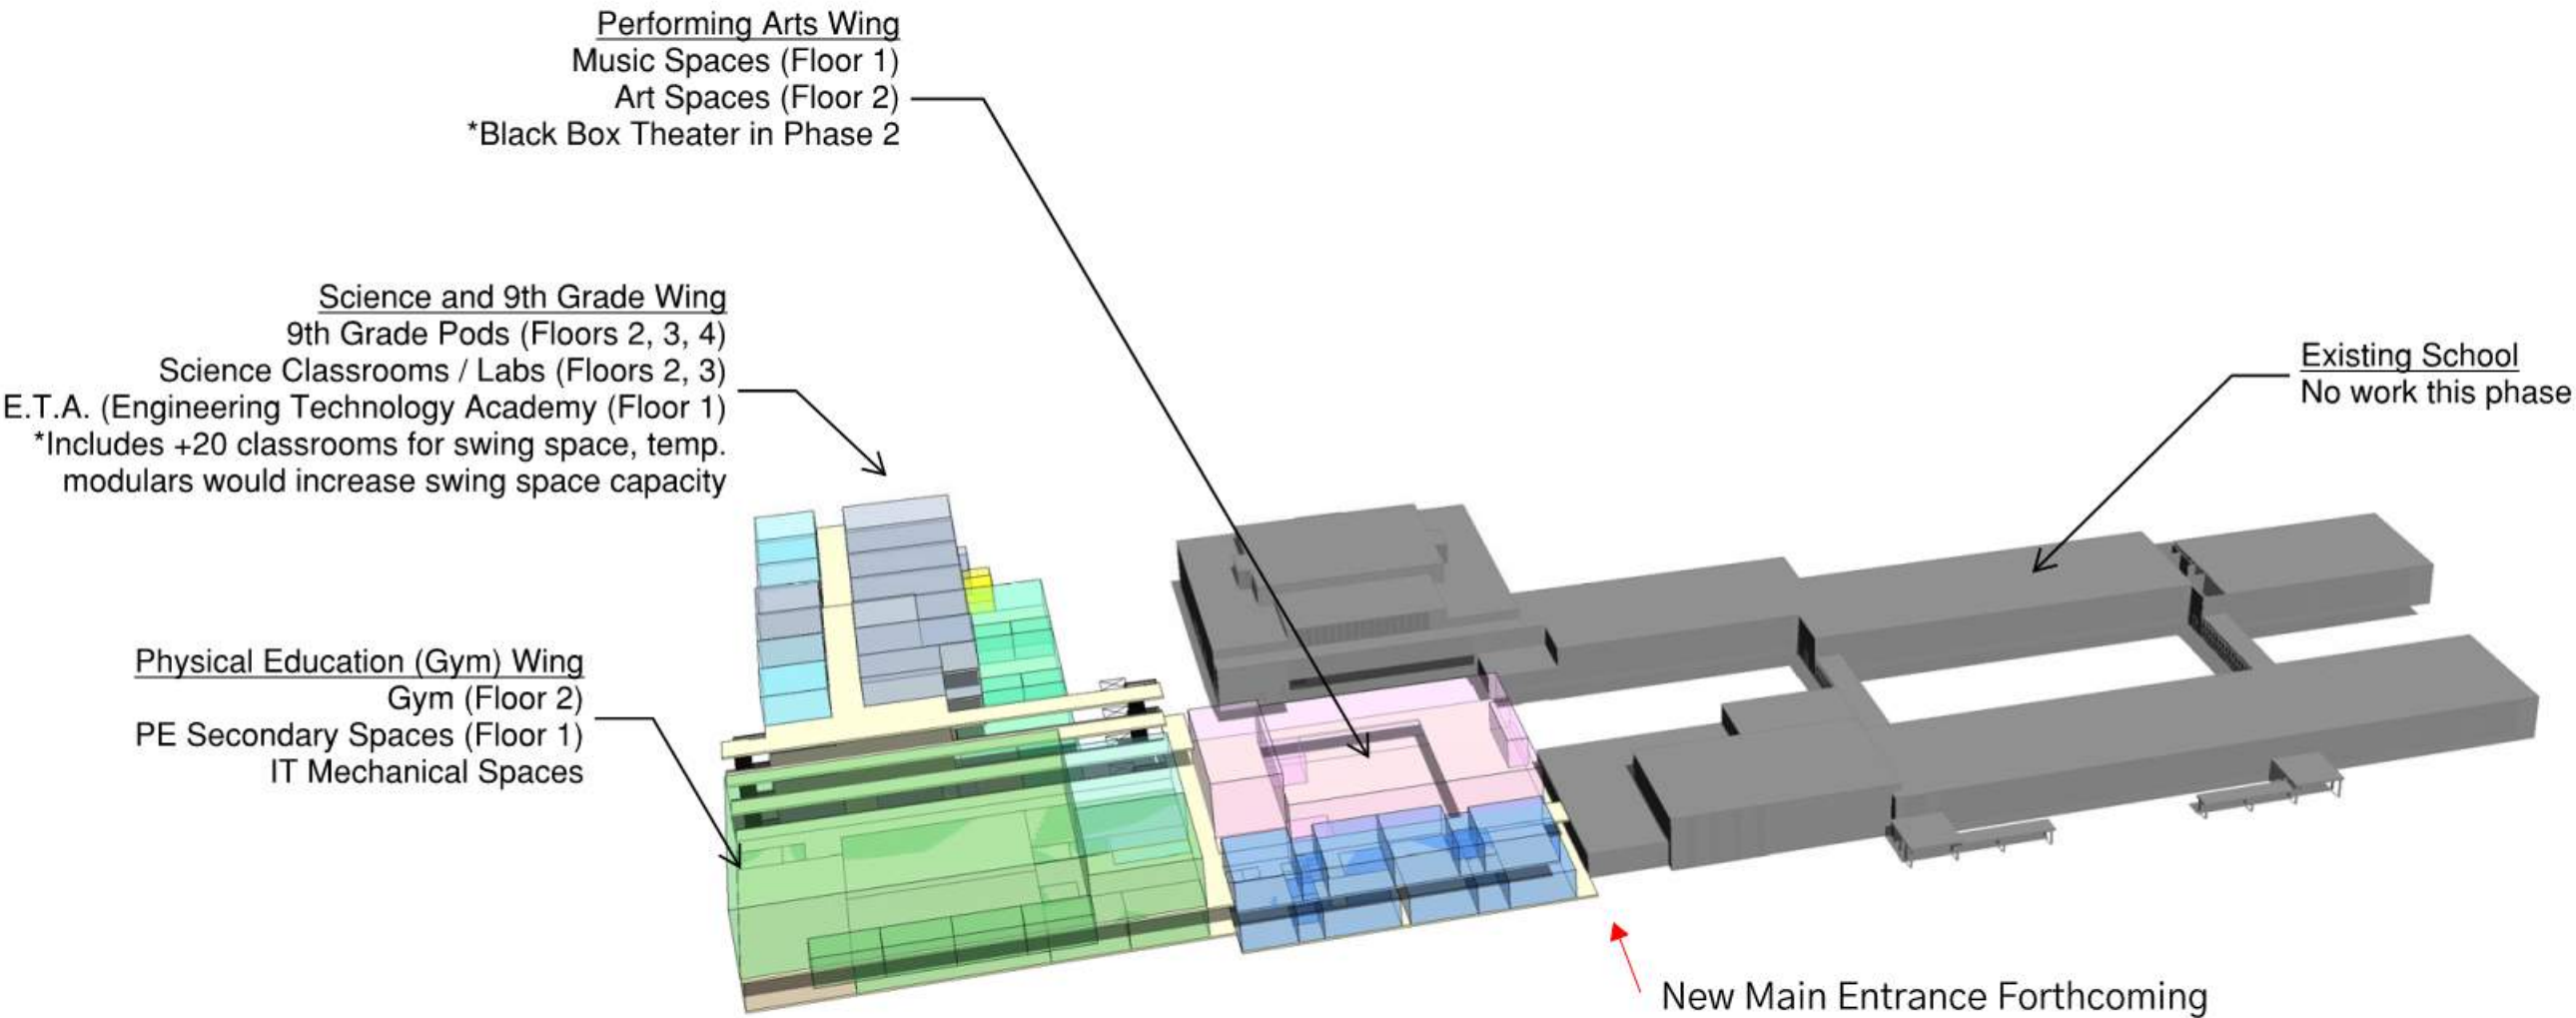 Performing Arts Wing
Music Spaces (Floor 1)
Art Spaces (Floor 2)
*Black Box Theater in Phase 2
Science and 9th Grade Wing
9th Grade Pods (Floors 2, 3, 4)
Science Classrooms / Labs (Floors 2, 3)
E.T.A. (Engineering Technology Academy (Floor 1)
*Includes +20 classrooms for swing space, temp.
modulars would increase swing space capacity
Existing School
No work this phase
Physical Education (Gym) Wing
Gym (Floor 2)
PE Secondary Spaces (Floor 1)
IT Mechanical Spaces
New Main Entrance Forthcoming